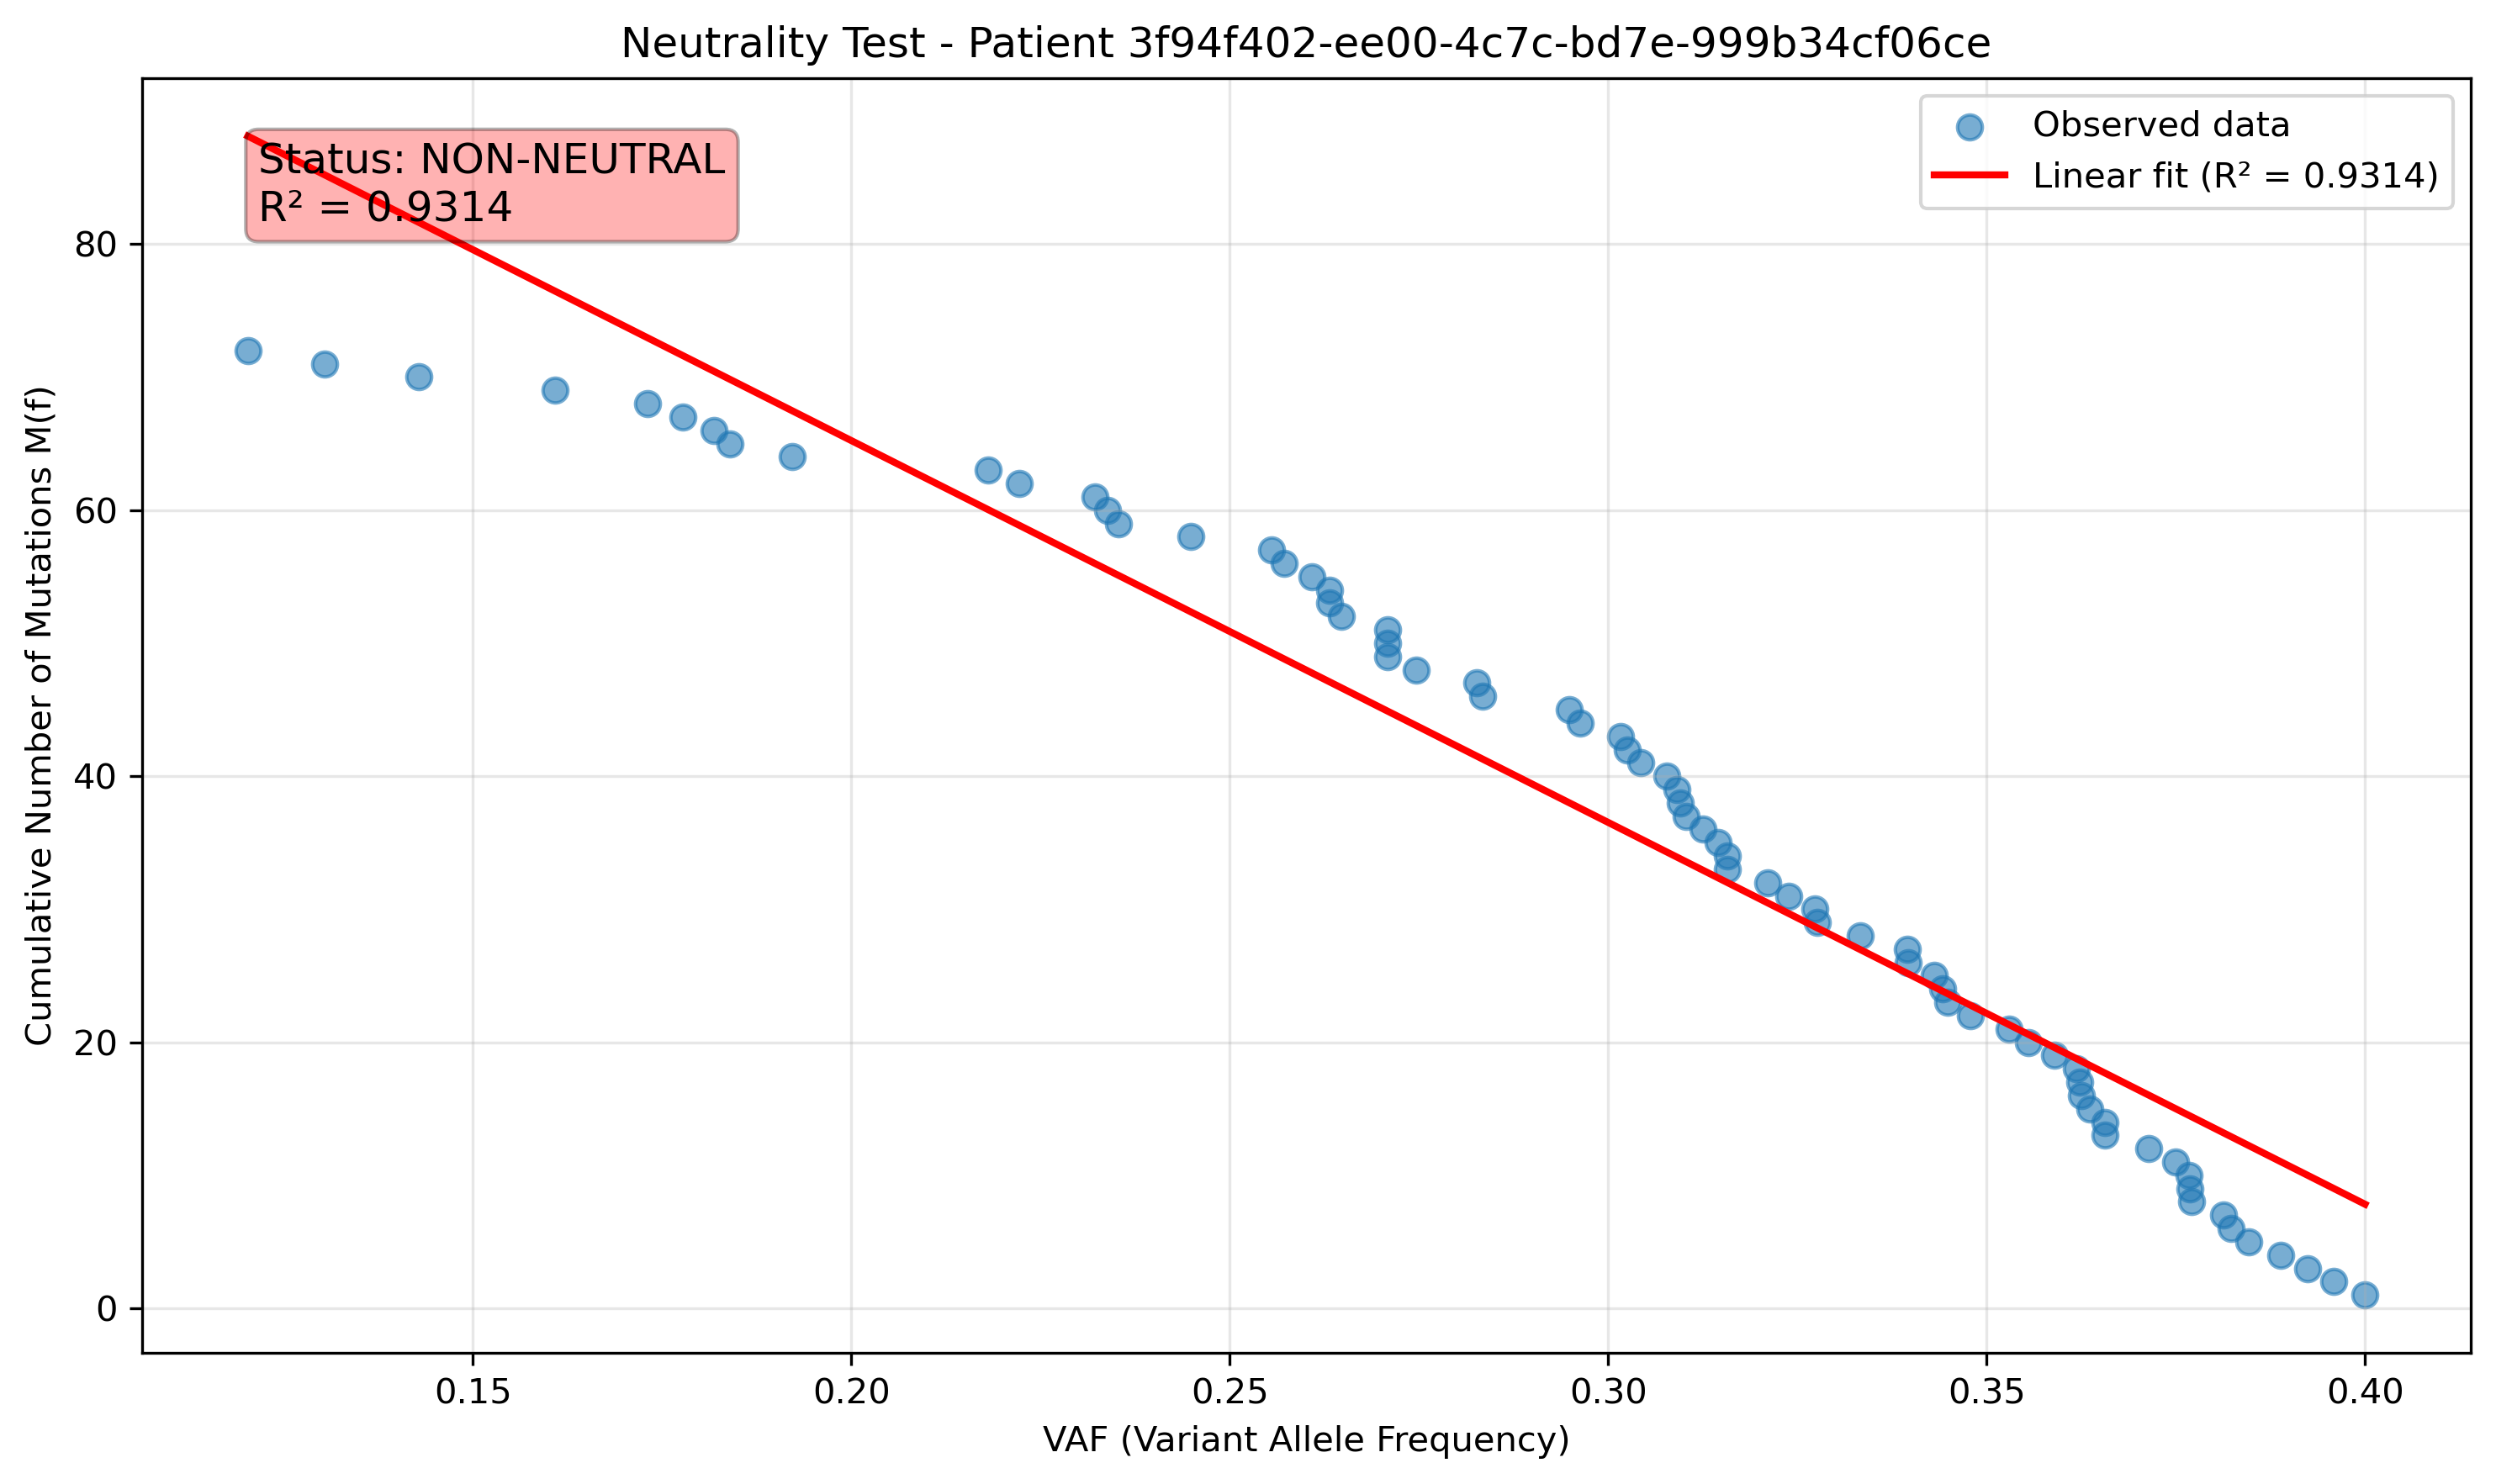 Neutrality Test - Patient 3f94f402-ee00-4c7c-bd7e-999b34cf06ce
Status: NON-NEUTRAL
R² = 0.9314
Observed data
Linear fit (R² = 0.9314)
Cumulative Number of Mutations M(f)
80
60
40
20
0
0.15
0.20
0.25
0.30
0.35
0.40
VAF (Variant Allele Frequency)